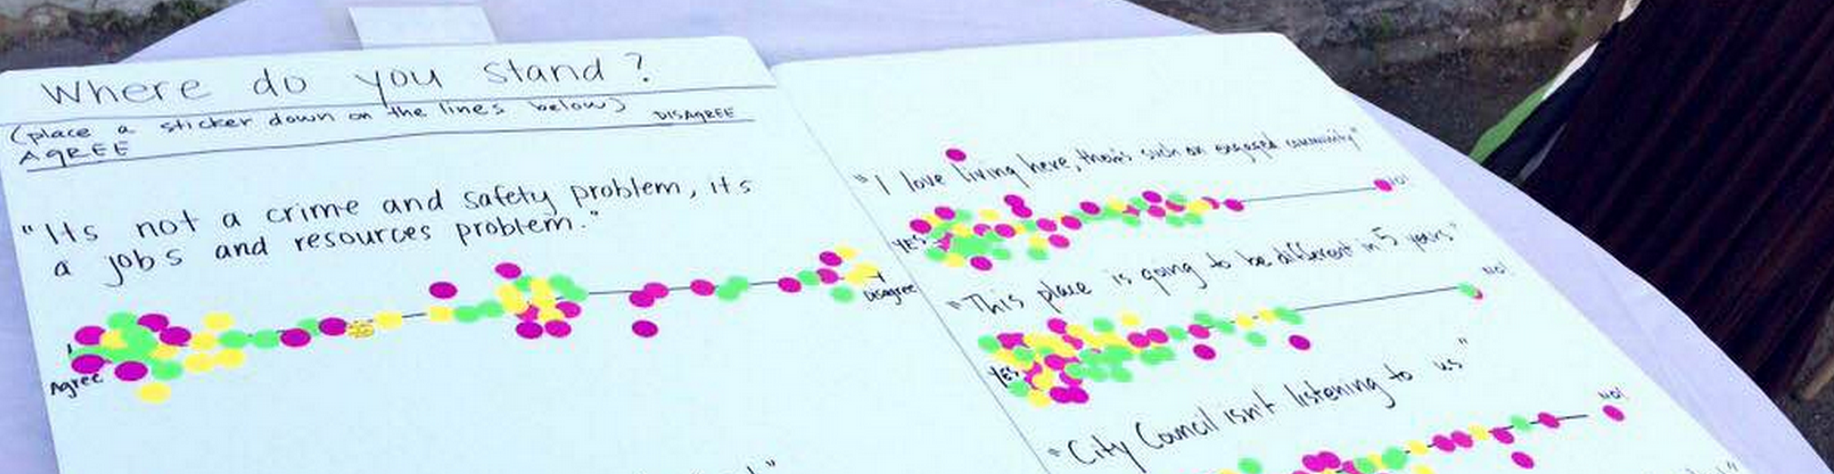 Where do you stand?
(place a sticker down on the lines below)
AGREE DISAGREE
"Its not a crime and safety problem, its
a jobs and resources problem."
Agree Disagree
"I love living here, there's such an engaged community"
YES NO!
"This place is going to be different in 5 years"
YES NO!
"City Council isn't listening to us"
NO!